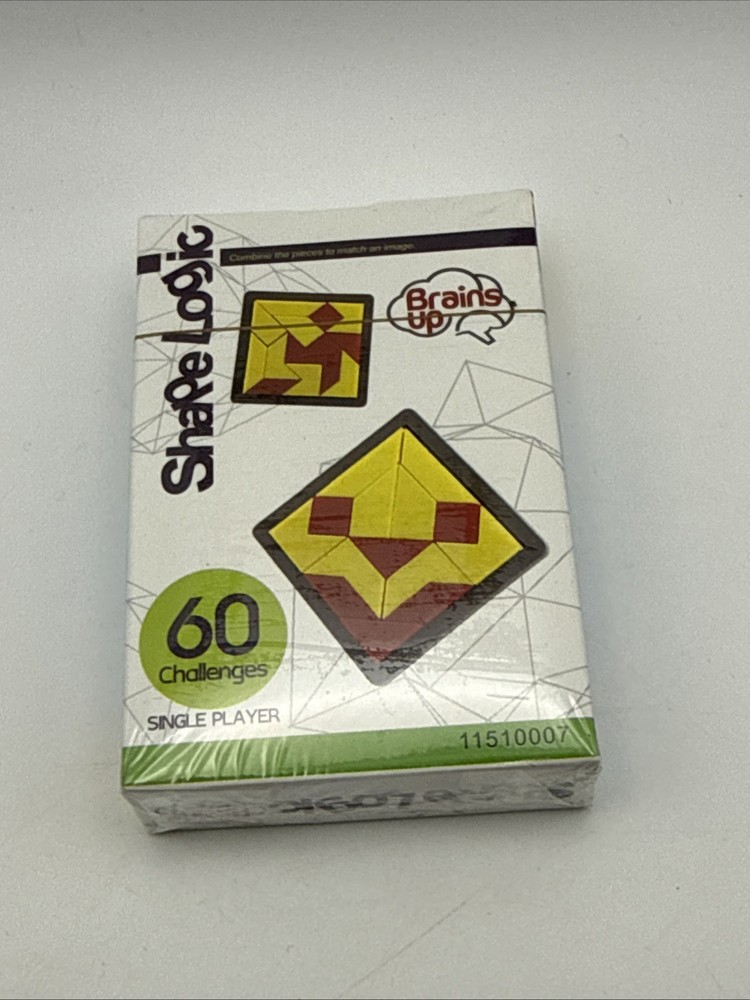 Shape Logic
Combine the pieces to match an image.
Brains
up
60
Challenges
SINGLE PLAYER
11510007